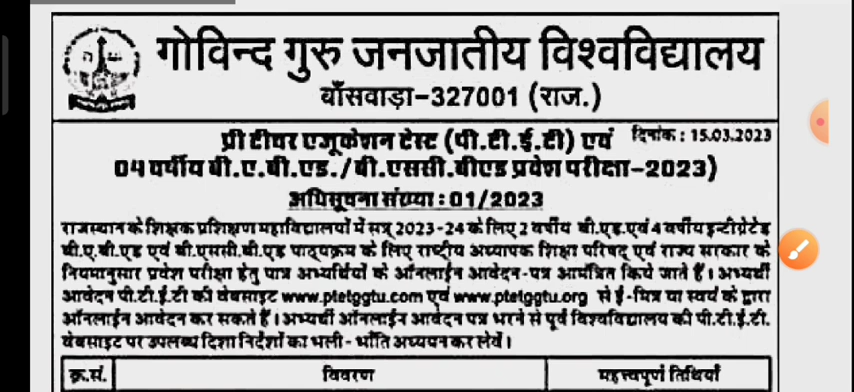 गोविन्द गुरु जनजातीय विश्वविद्यालय
बाँसवाड़ा-327001 (राज.)
दिनांक : 15.03.2023
प्री टीचर एजूकेशन टेस्ट (पी.टी.ई.टी) एवं
04 वर्षीय बी.ए.बी.एड./बी.एससी.बीएड प्रवेश परीक्षा-2023)
अधिसूचना संख्या : 01/2023
राजस्थान के शिक्षक प्रशिक्षण महाविद्यालयों में सत्र् 2023-24 के लिए 2 वर्षीय बी.एड.एवं 4 वर्षीय इन्टीग्रेटेड
बी.ए.बी.एड एवं बी.एससी.बी.एड पाठ्यक्रम के लिए राष्ट्रीय अध्यापक शिक्षा परिषद् एवं राज्य सरकार के
नियमानुसार प्रवेश परीक्षा हेतु पात्र अभ्यर्थियों के ऑनलाईन आवेदन-पत्र आमंत्रित किये जाते हैं। अभ्यर्थी
आवेदन पी.टी.ई.टी की वेबसाइट www.ptetggtu.com एवं www.ptetggtu.org से ई-मित्र या स्वयं के द्वारा
ऑनलाईन आवेदन कर सकते हैं। अभ्यर्थी ऑनलाईन आवेदन पत्र भरने से पूर्व विश्वविद्यालय की पी.टी.ई.टी.
वेबसाइट पर उपलब्ध दिशा निर्देशों का भली-भाँति अध्ययन कर लेवें।
क्र.सं. विवरण महत्त्वपूर्ण तिथियाँ